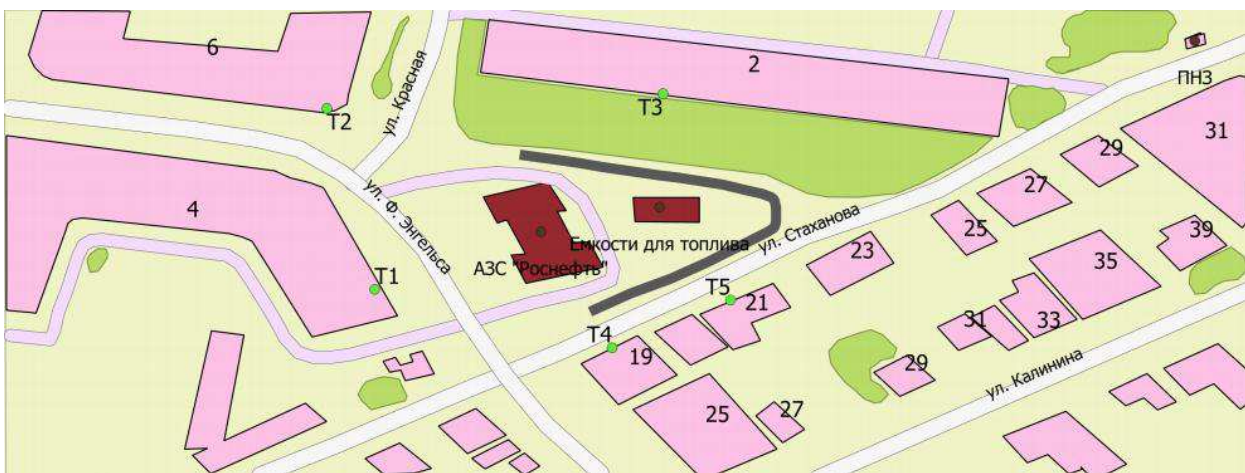 6
ул. Красная
2
ПНЗ
Т2
Т3
31
29
27
4
ул. Ф. Энгельса
Емкости для топлива
ул. Стаханова
25
39
АЗС "Роснефть"
23
35
Т1
Т5
21
Т4
19
31
33
29
ул. Калинина
25
27